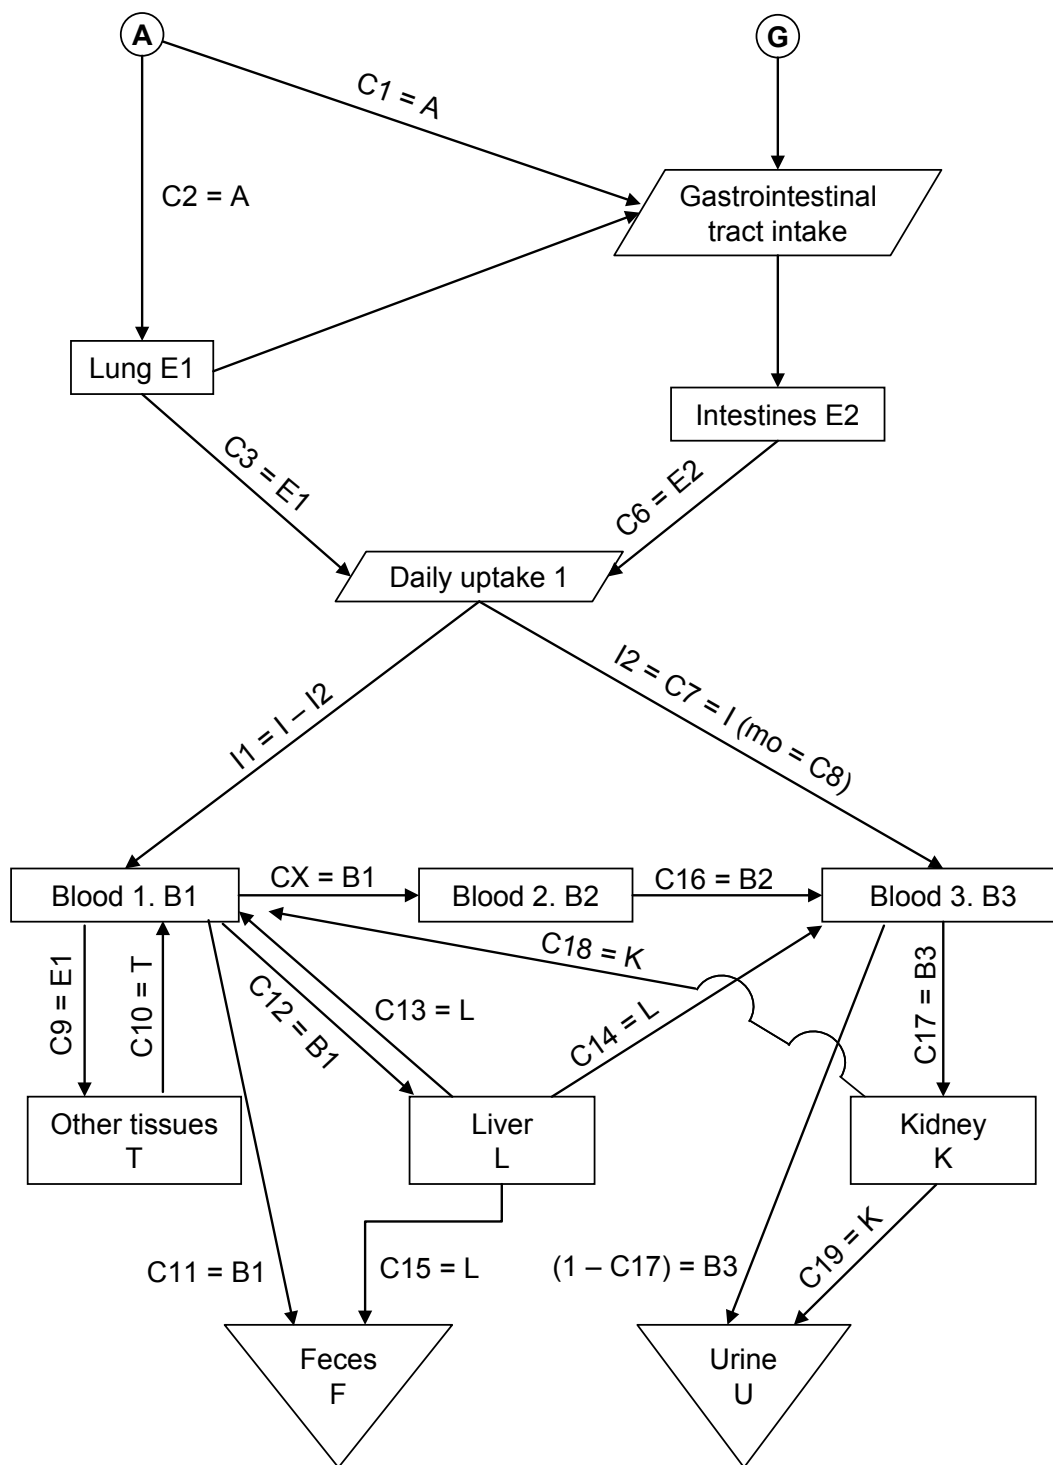 A
G
C1 = A
C2 = A
Gastrointestinal
tract intake
Lung E1
Intestines E2
C3 = E1
C6 = E2
Daily uptake 1
I1 = I – I2
I2 = C7 = I (mo = C8)
Blood 1. B1
CX = B1
Blood 2. B2
C16 = B2
Blood 3. B3
C9 = E1
C10 = T
C12 = B1
C13 = L
C18 = K
C14 = L
C17 = B3
Other tissues
T
Liver
L
Kidney
K
C11 = B1
C15 = L
(1 – C17) = B3
C19 = K
Feces
F
Urine
U